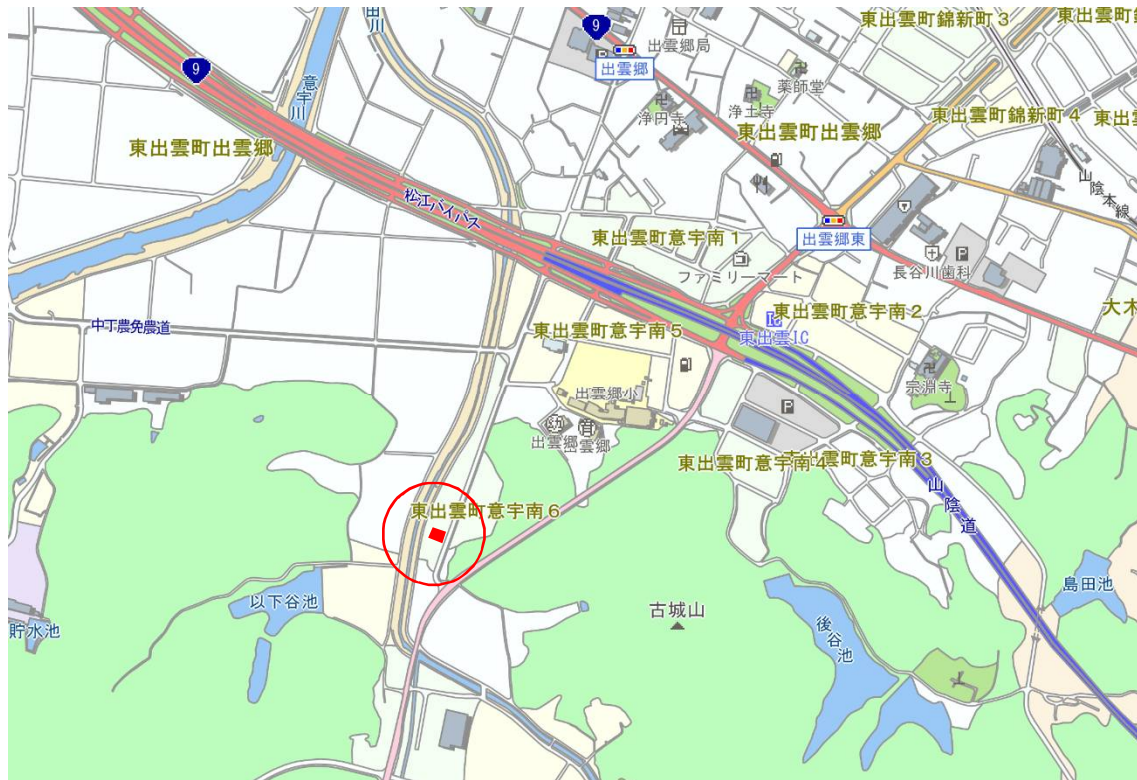 東出雲町錦新町3
東出雲町
9
出雲郷局
出雲郷
9
田川
意宇川
薬師堂
浄円寺
浄土寺
東出雲町錦新町4
東出雲
東出雲町出雲郷
東出雲町出雲郷
山陰本線
松江バイパス
東出雲町意宇南1
出雲郷東
ファミリーマート
長谷川歯科
P
大木
東出雲町意宇南2
中丁農免農道
東出雲町意宇南5
東出雲IC
宗淵寺
出雲郷小
P
出雲郷
出雲郷
東出雲町意宇南4
東出雲町意宇南3
山陰道
東出雲町意宇南6
以下谷池
島田池
古城山
貯水池
後谷池